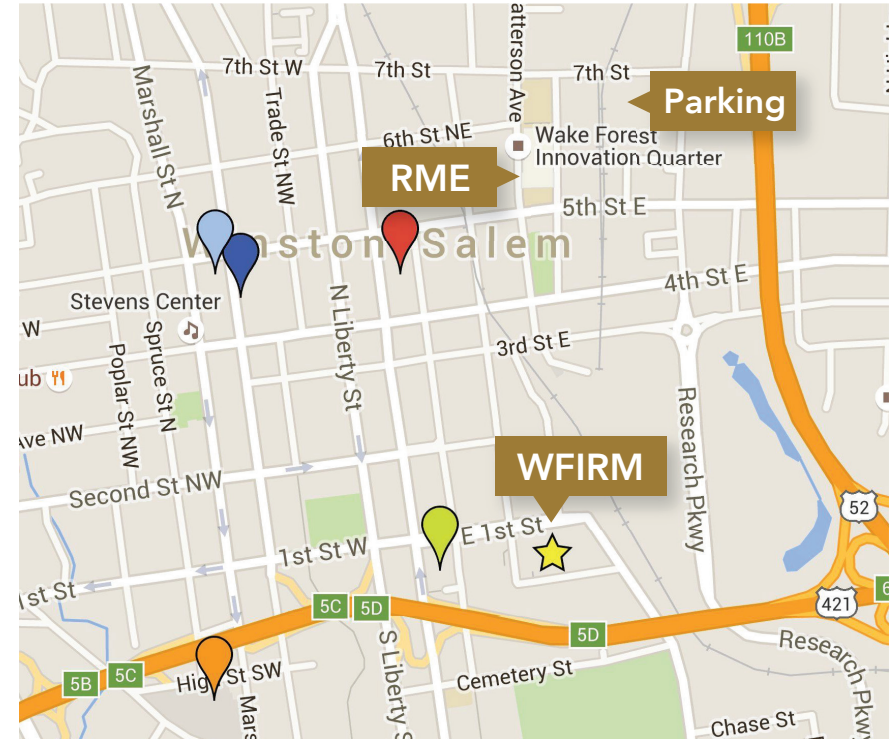 atterson Ave
110B
7th St W
7th St
7th St
Marshall St N
Trade St NW
Parking
6th St NE
Wake Forest
Innovation Quarter
RME
5th St E
Winston Salem
4th St E
Stevens Center
N Liberty St
W
Spruce St N
3rd St E
Poplar St NW
ub
Research Pkwy
Ave NW
WFIRM
Second St NW
52
E 1st St
1st St W
1st St
421
6
5C
5D
5D
S Liberty S
Research Pkwy
5B
5C
High St SW
Cemetery St
Mars
Chase St